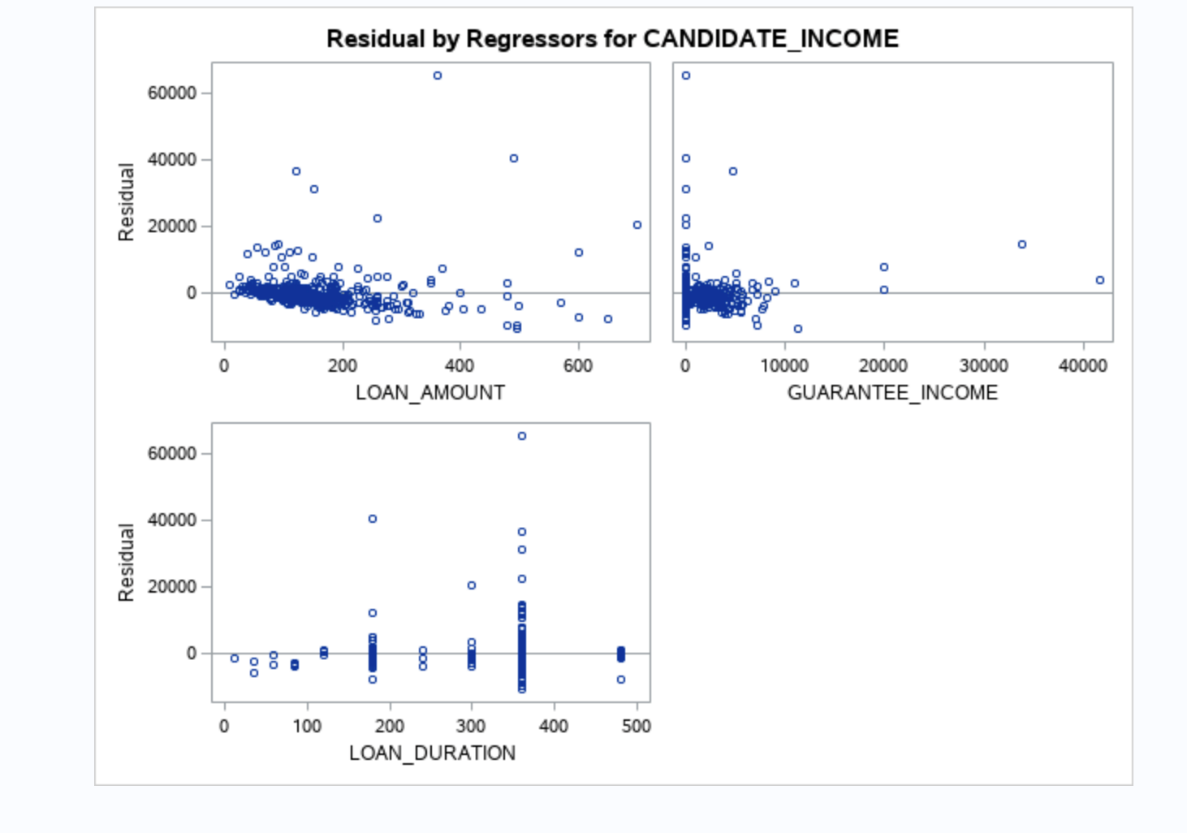 Residual by Regressors for CANDIDATE_INCOME
60000
40000
20000
0
Residual
0 200 400 600
LOAN_AMOUNT
0 10000 20000 30000 40000
GUARANTEE_INCOME
60000
40000
20000
0
Residual
0 100 200 300 400 500
LOAN_DURATION